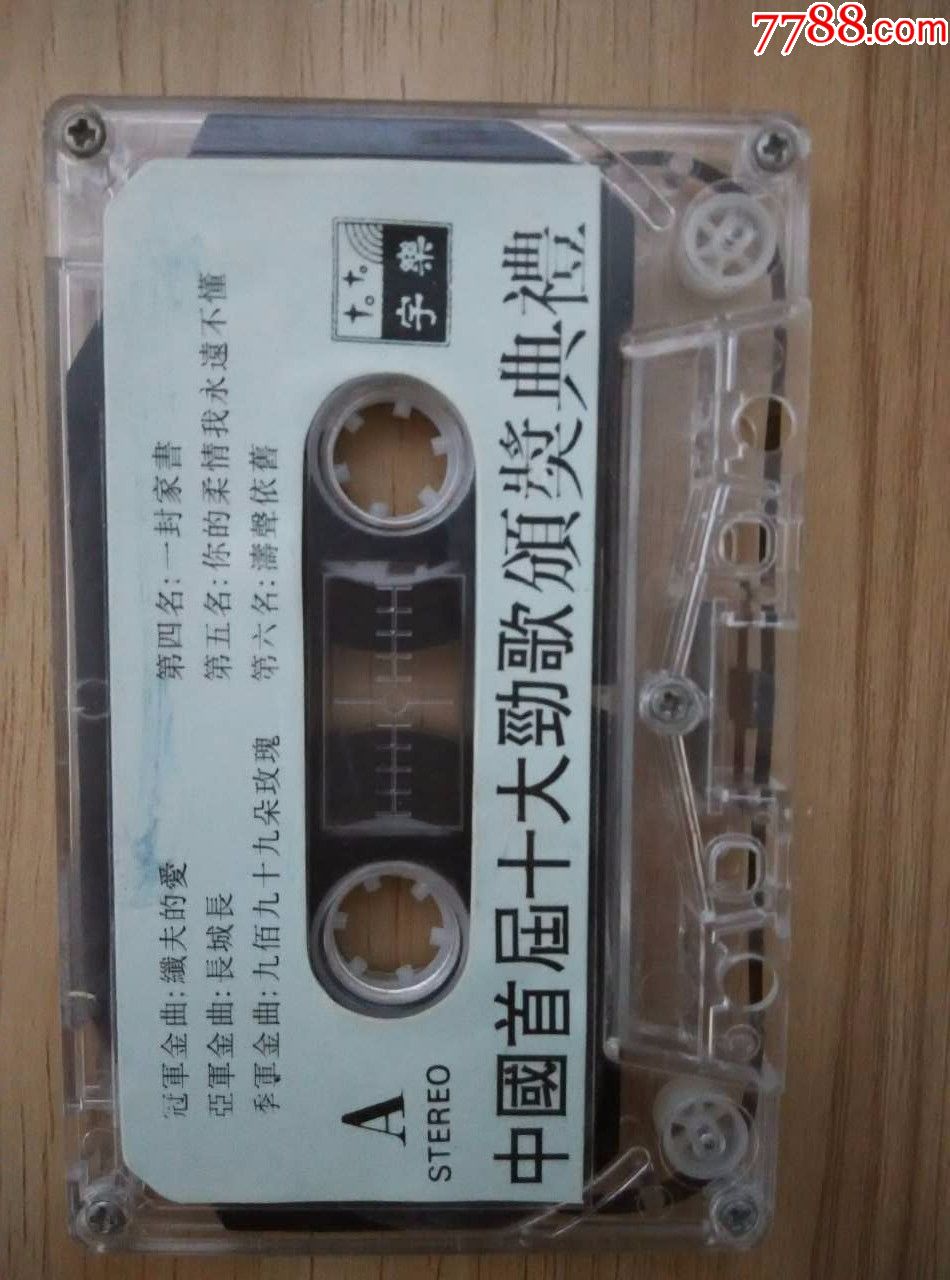 7788.com
冠軍金曲:纖夫的愛
亞軍金曲:長城長
季軍金曲:九佰九十九朵玫瑰
第四名:一封家書
第五名:你的柔情我永遠不懂
第六名:濤聲依舊
A
STEREO
樂
字
中國首屆十大勁歌頒獎典禮